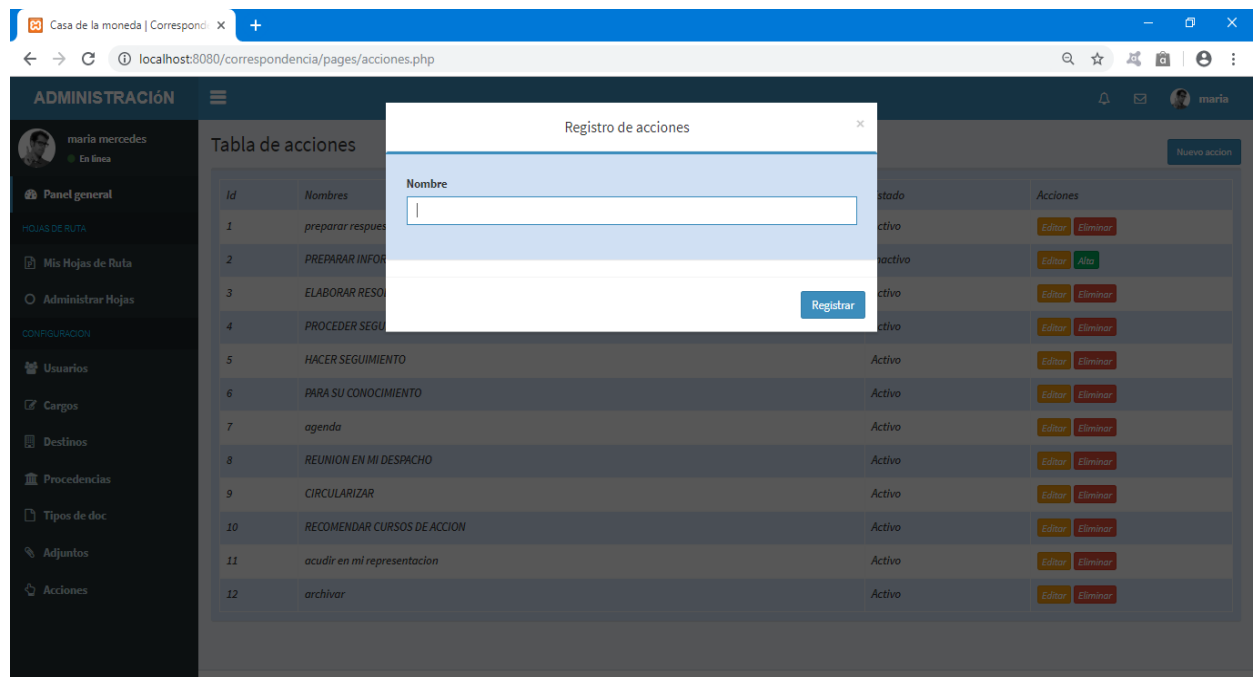 Casa de la moneda | Correspond
localhost:8080/correspondencia/pages/acciones.php
ADMINISTRACIóN
maria
maria mercedes
En linea
Panel general
HOJAS DE RUTA
Mis Hojas de Ruta
Administrar Hojas
CONFIGURACION
Usuarios
Cargos
Destinos
Procedencias
Tipos de doc
Adjuntos
Acciones
Tabla de acciones
Nuevo accion
Registro de acciones
×
Nombre
Registrar
Id Nombres stado Acciones
1 preparar respues ctivo Editar Eliminar
2 PREPARAR INFOR nactivo Editar Alta
3 ELABORAR RESOL ctivo Editar Eliminar
4 PROCEDER SEGU ctivo Editar Eliminar
5 HACER SEGUIMIENTO Activo Editar Eliminar
6 PARA SU CONOCIMIENTO Activo Editar Eliminar
7 agenda Activo Editar Eliminar
8 REUNION EN MI DESPACHO Activo Editar Eliminar
9 CIRCULARIZAR Activo Editar Eliminar
10 RECOMENDAR CURSOS DE ACCION Activo Editar Eliminar
11 acudir en mi representacion Activo Editar Eliminar
12 archivar Activo Editar Eliminar